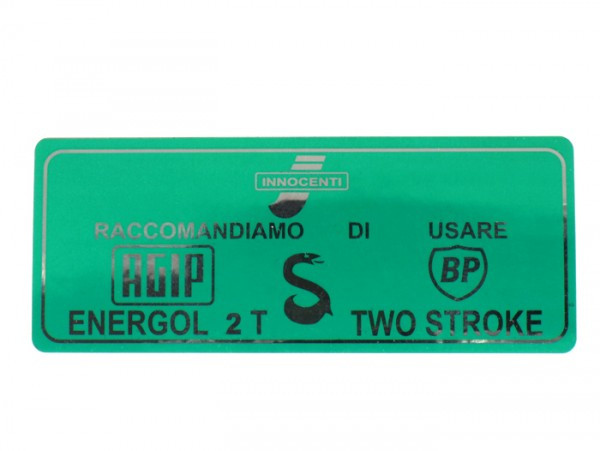 INNOCENTI
RACCOMANDIAMO DI USARE
AGIP BP
ENERGOL 2 T TWO STROKE